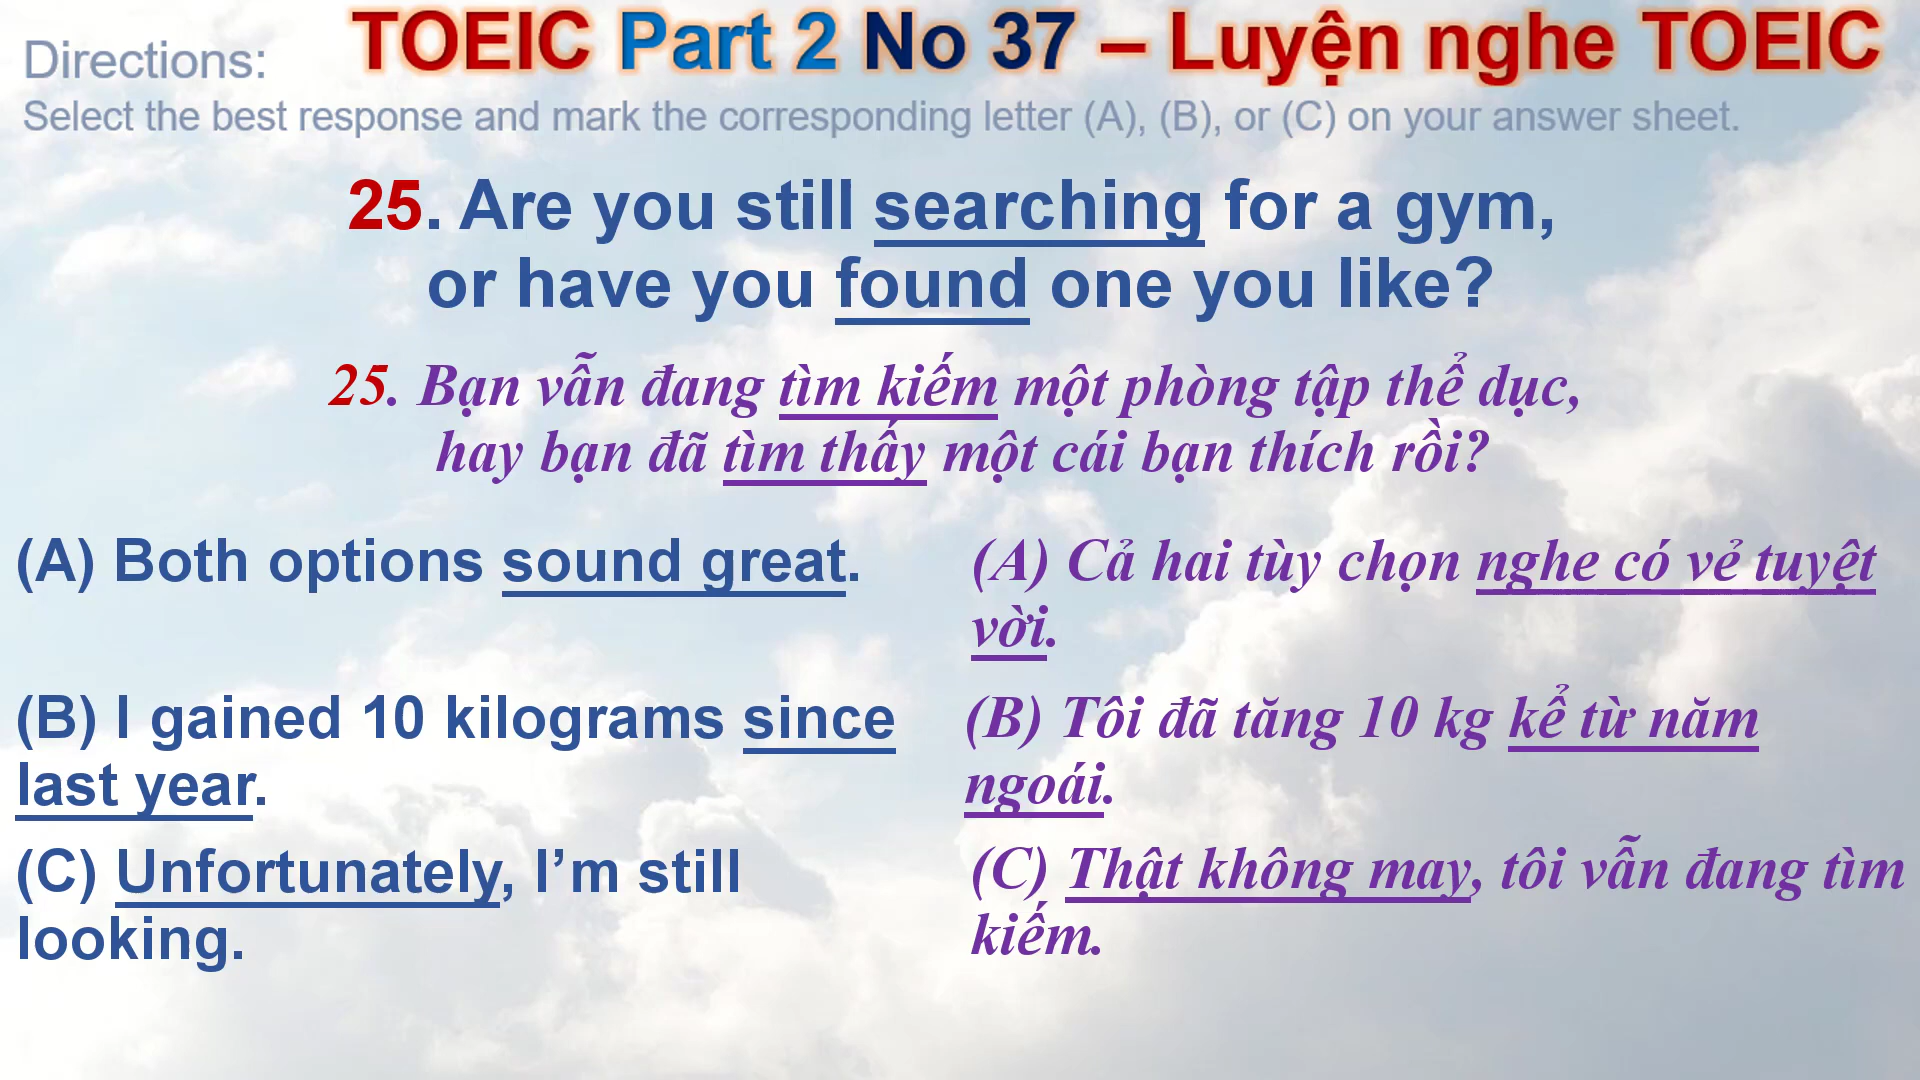 TOEIC Part 2 No 37 – Luyện nghe TOEIC
Directions:
Select the best response and mark the corresponding letter (A), (B), or (C) on your answer sheet.
25. Are you still searching for a gym,
or have you found one you like?
25. Bạn vẫn đang tìm kiếm một phòng tập thể dục,
hay bạn đã tìm thấy một cái bạn thích rồi?
(A) Both options sound great.
(A) Cả hai tùy chọn nghe có vẻ tuyệt
vời.
(B) I gained 10 kilograms since
last year.
(B) Tôi đã tăng 10 kg kể từ năm
ngoái.
(C) Unfortunately, I’m still
looking.
(C) Thật không may, tôi vẫn đang tìm
kiếm.